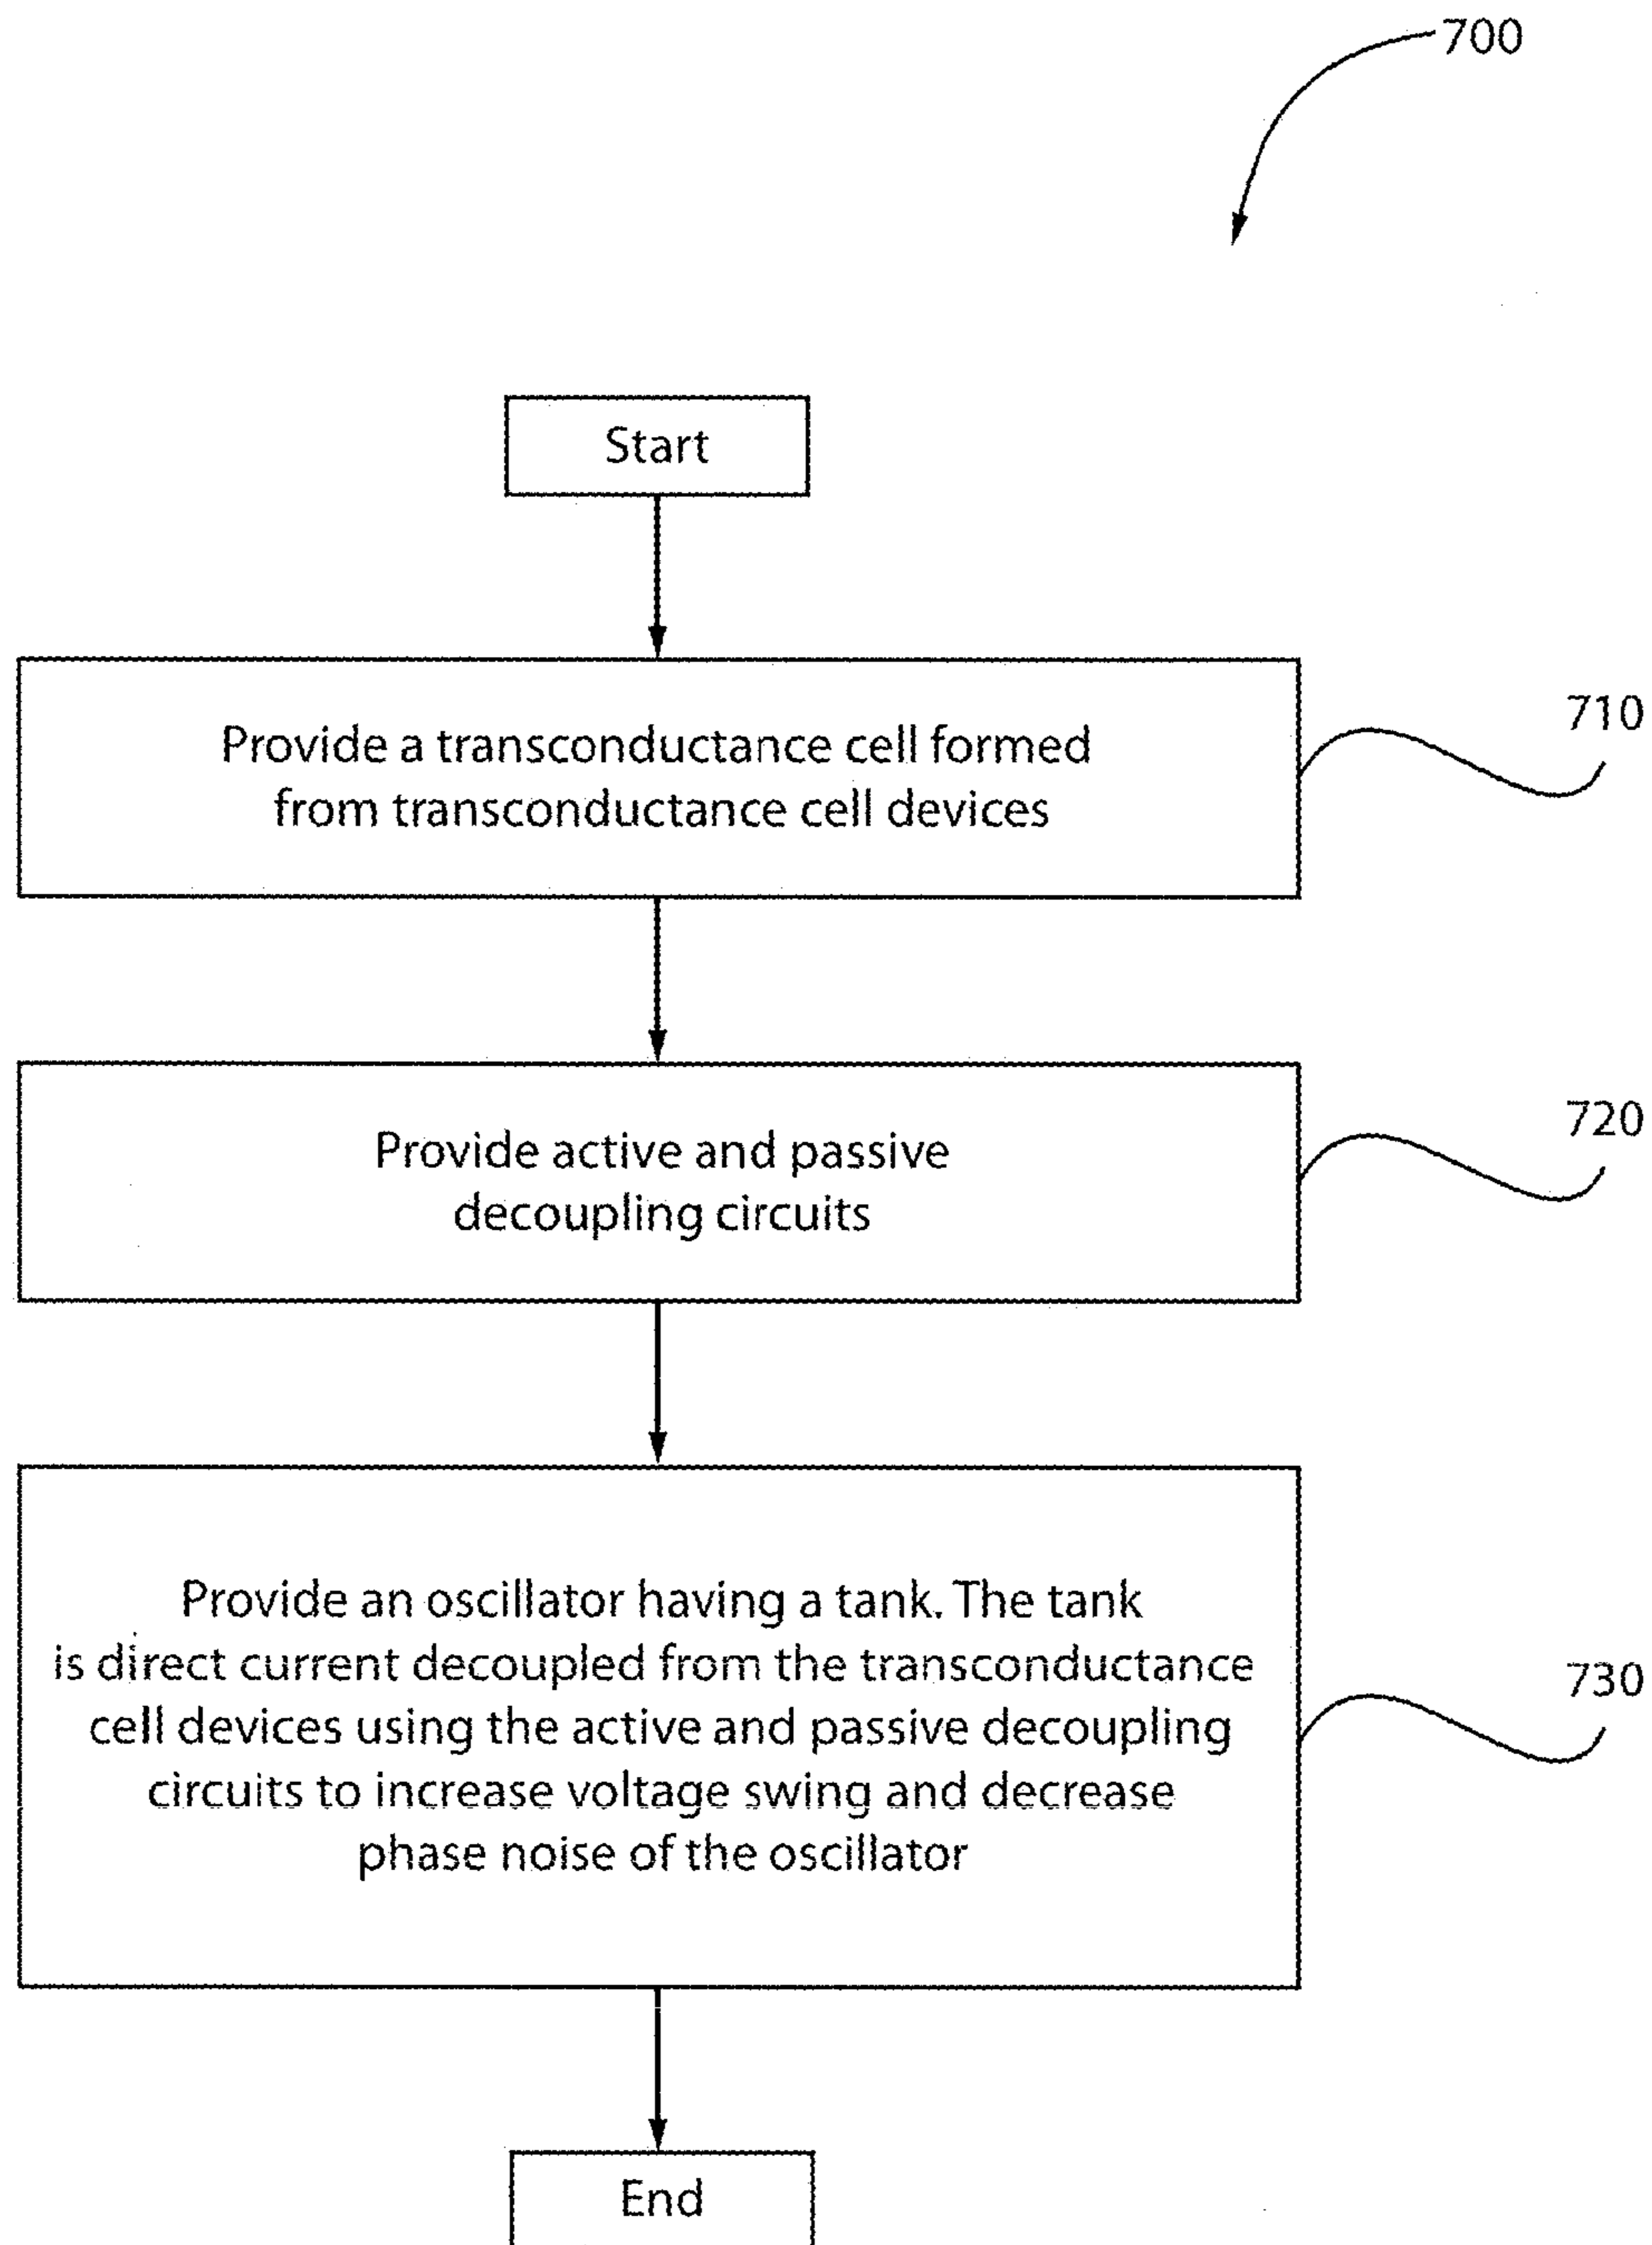 700
Start
Provide a transconductance cell formed
from transconductance cell devices
710
Provide active and passive
decoupling circuits
720
Provide an oscillator having a tank. The tank
is direct current decoupled from the transconductance
cell devices using the active and passive decoupling
circuits to increase voltage swing and decrease
phase noise of the oscillator
730
End